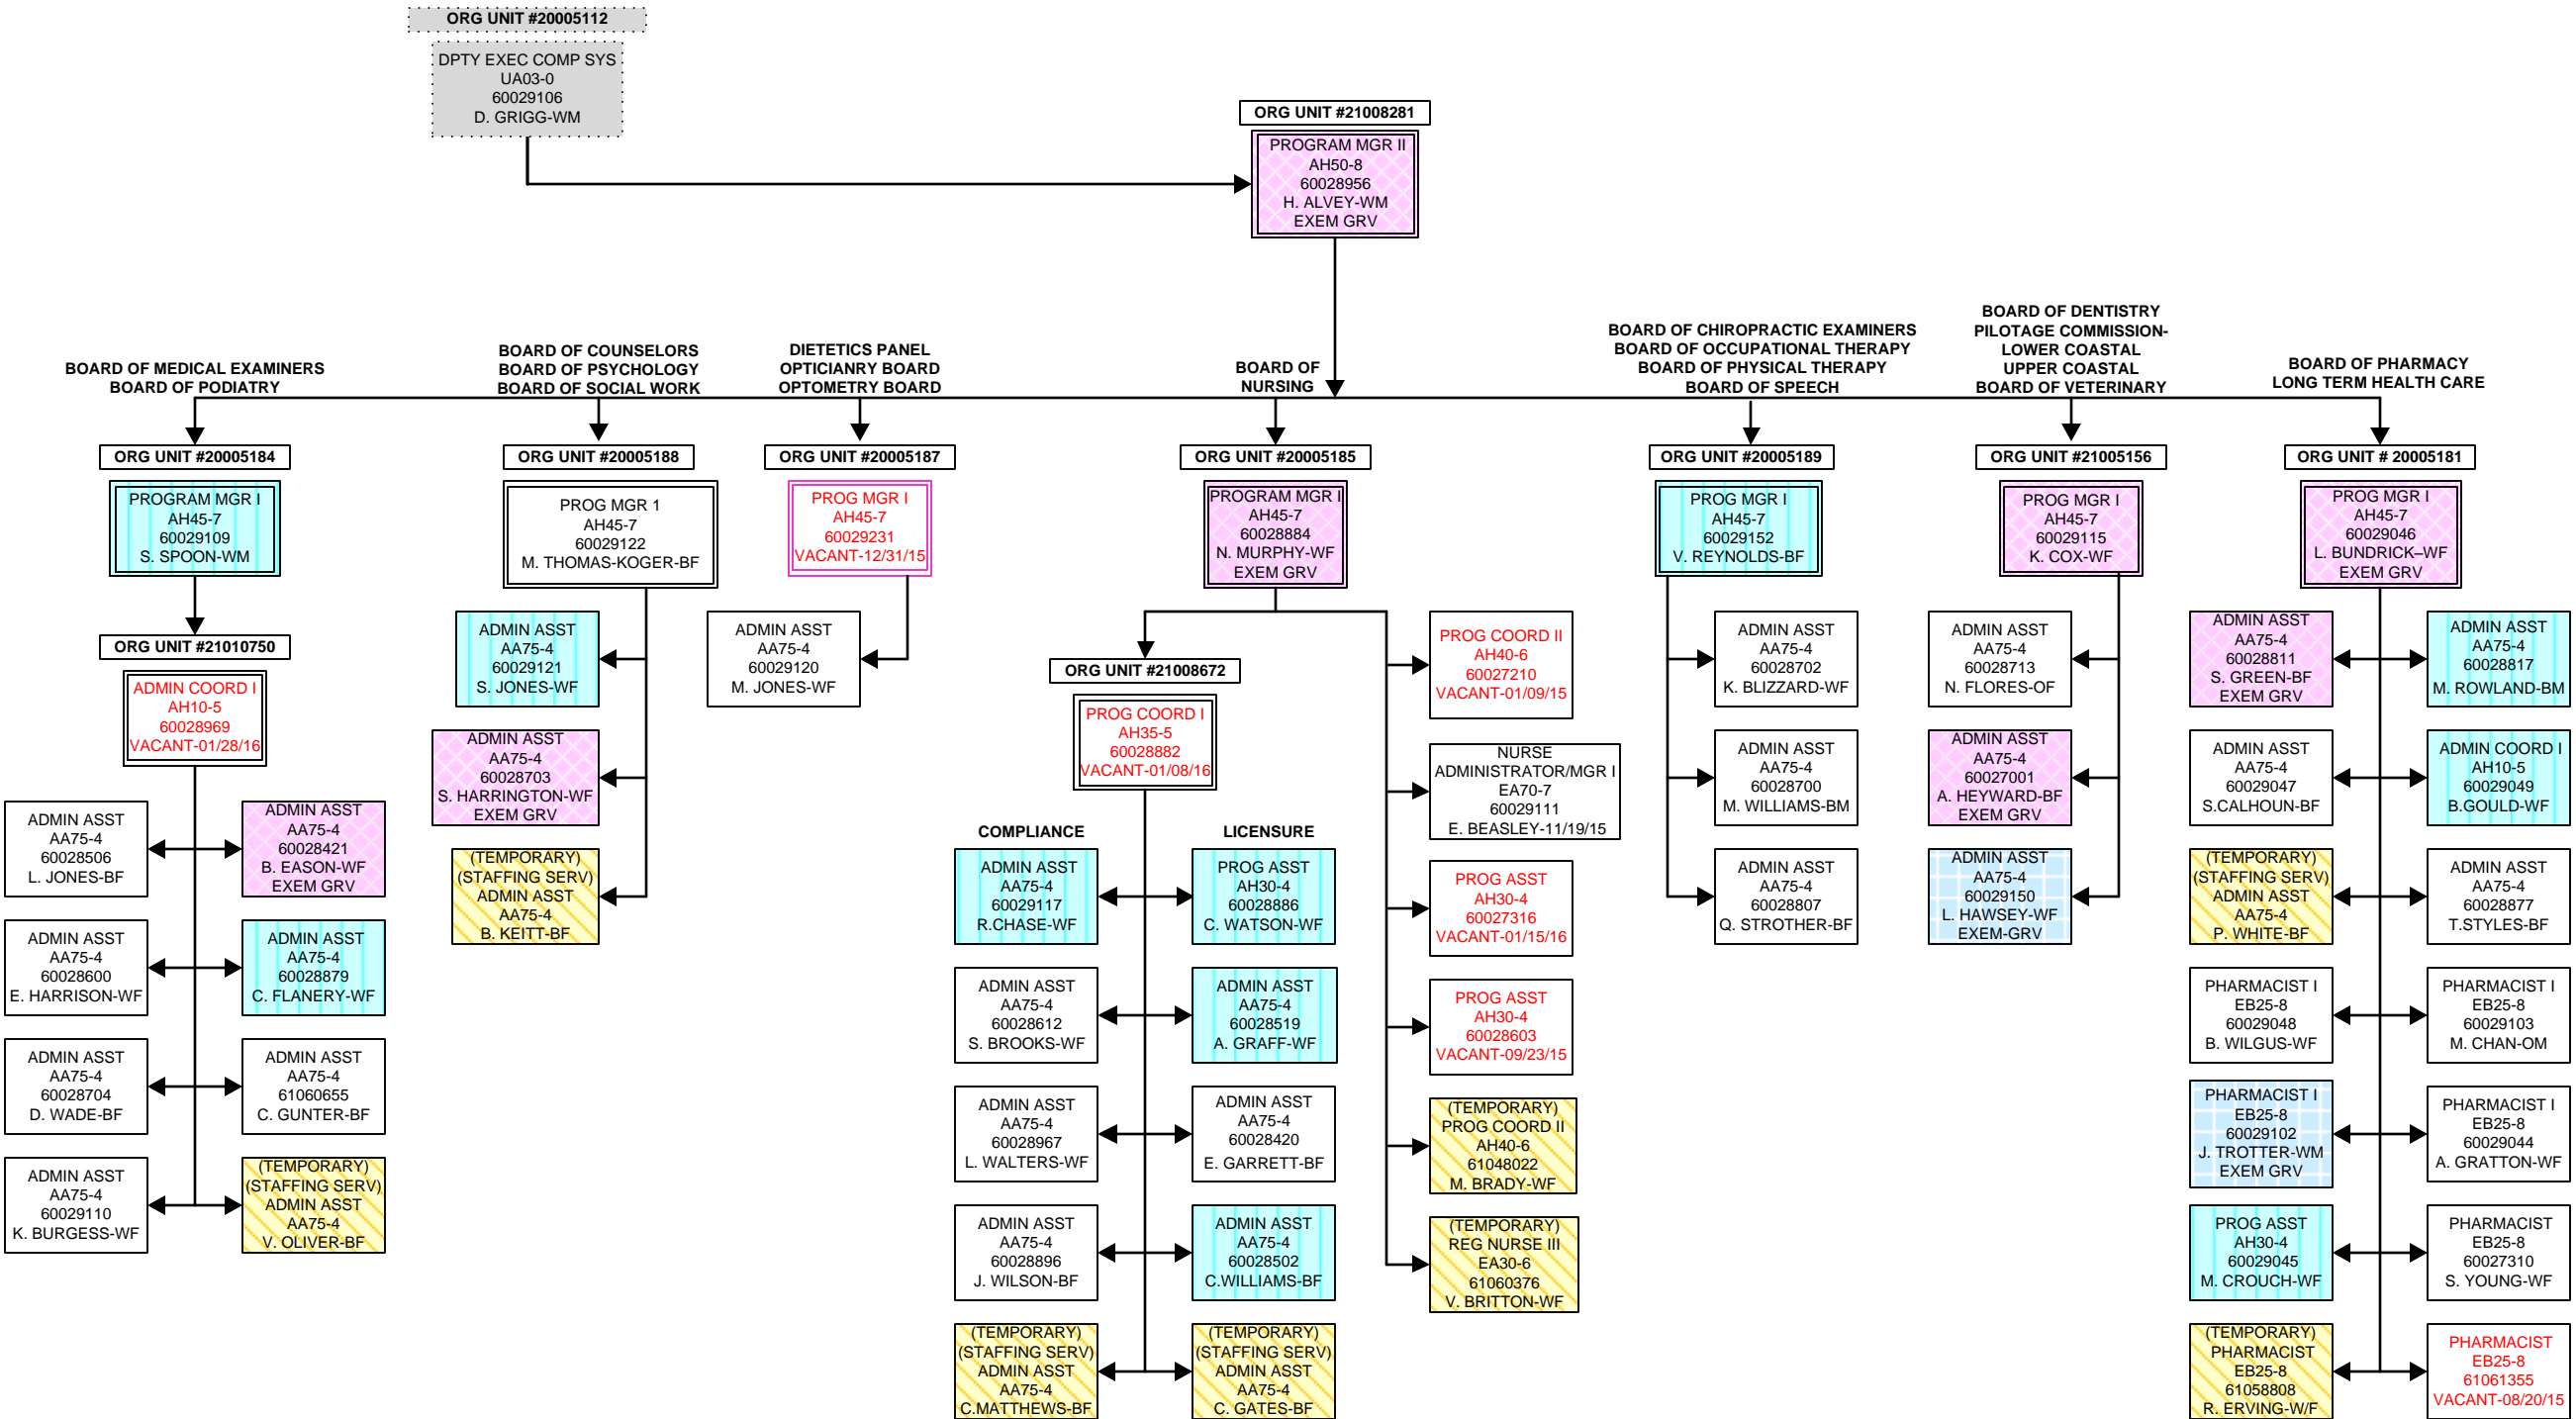 ORG UNIT #20005112
DPTY EXEC COMP SYS
UA03-0
60029106
D. GRIGG-WM
ORG UNIT #21008281
PROGRAM MGR II
AH50-8
60028956
H. ALVEY-WM
EXEM GRV
BOARD OF MEDICAL EXAMINERS
BOARD OF PODIATRY
ORG UNIT #20005184
PROGRAM MGR I
AH45-7
60029109
S. SPOON-WM
ORG UNIT #21010750
ADMIN COORD I
AH10-5
60028969
VACANT-01/28/16
ADMIN ASST
AA75-4
60028506
L. JONES-BF
ADMIN ASST
AA75-4
60028421
B. EASON-WF
EXEM GRV
ADMIN ASST
AA75-4
60028600
E. HARRISON-WF
ADMIN ASST
AA75-4
60028879
C. FLANERY-WF
ADMIN ASST
AA75-4
60028704
D. WADE-BF
ADMIN ASST
AA75-4
61060655
C. GUNTER-BF
ADMIN ASST
AA75-4
60029110
K. BURGESS-WF
(TEMPORARY)
(STAFFING SERV)
ADMIN ASST
AA75-4
V. OLIVER-BF
BOARD OF COUNSELORS
BOARD OF PSYCHOLOGY
BOARD OF SOCIAL WORK
ORG UNIT #20005188
PROG MGR 1
AH45-7
60029122
M. THOMAS-KOGER-BF
ADMIN ASST
AA75-4
60029121
S. JONES-WF
ADMIN ASST
AA75-4
60028703
S. HARRINGTON-WF
EXEM GRV
(TEMPORARY)
(STAFFING SERV)
ADMIN ASST
AA75-4
B. KEITT-BF
DIETETICS PANEL
OPTICIANRY BOARD
OPTOMETRY BOARD
ORG UNIT #20005187
PROG MGR I
AH45-7
60029231
VACANT-12/31/15
ADMIN ASST
AA75-4
60029120
M. JONES-WF
BOARD OF
NURSING
ORG UNIT #20005185
PROGRAM MGR I
AH45-7
60028884
N. MURPHY-WF
EXEM GRV
ORG UNIT #21008672
PROG COORD I
AH35-5
60028882
VACANT-01/08/16
COMPLIANCE
LICENSURE
ADMIN ASST
AA75-4
60029117
R.CHASE-WF
PROG ASST
AH30-4
60028886
C. WATSON-WF
ADMIN ASST
AA75-4
60028612
S. BROOKS-WF
ADMIN ASST
AA75-4
60028519
A. GRAFF-WF
ADMIN ASST
AA75-4
60028967
L. WALTERS-WF
ADMIN ASST
AA75-4
60028420
E. GARRETT-BF
ADMIN ASST
AA75-4
60028896
J. WILSON-BF
ADMIN ASST
AA75-4
60028502
C.WILLIAMS-BF
(TEMPORARY)
(STAFFING SERV)
ADMIN ASST
AA75-4
C.MATTHEWS-BF
(TEMPORARY)
(STAFFING SERV)
ADMIN ASST
AA75-4
C. GATES-BF
PROG COORD II
AH40-6
60027210
VACANT-01/09/15
NURSE
ADMINISTRATOR/MGR I
EA70-7
60029111
E. BEASLEY-11/19/15
PROG ASST
AH30-4
60027316
VACANT-01/15/16
PROG ASST
AH30-4
60028603
VACANT-09/23/15
(TEMPORARY)
PROG COORD II
AH40-6
61048022
M. BRADY-WF
(TEMPORARY)
REG NURSE III
EA30-6
61060376
V. BRITTON-WF
BOARD OF CHIROPRACTIC EXAMINERS
BOARD OF OCCUPATIONAL THERAPY
BOARD OF PHYSICAL THERAPY
BOARD OF SPEECH
ORG UNIT #20005189
PROG MGR I
AH45-7
60029152
V. REYNOLDS-BF
ADMIN ASST
AA75-4
60028702
K. BLIZZARD-WF
ADMIN ASST
AA75-4
60028700
M. WILLIAMS-BM
ADMIN ASST
AA75-4
60028807
Q. STROTHER-BF
BOARD OF DENTISTRY
PILOTAGE COMMISSION-
LOWER COASTAL
UPPER COASTAL
BOARD OF VETERINARY
ORG UNIT #21005156
PROG MGR I
AH45-7
60029115
K. COX-WF
ADMIN ASST
AA75-4
60028713
N. FLORES-OF
ADMIN ASST
AA75-4
60027001
A. HEYWARD-BF
EXEM GRV
ADMIN ASST
AA75-4
60029150
L. HAWSEY-WF
EXEM-GRV
BOARD OF PHARMACY
LONG TERM HEALTH CARE
ORG UNIT # 20005181
PROG MGR I
AH45-7
60029046
L. BUNDRICK–WF
EXEM GRV
ADMIN ASST
AA75-4
60028811
S. GREEN-BF
EXEM GRV
ADMIN ASST
AA75-4
60028817
M. ROWLAND-BM
ADMIN ASST
AA75-4
60029047
S.CALHOUN-BF
ADMIN COORD I
AH10-5
60029049
B.GOULD-WF
(TEMPORARY)
(STAFFING SERV)
ADMIN ASST
AA75-4
P. WHITE-BF
ADMIN ASST
AA75-4
60028877
T.STYLES-BF
PHARMACIST I
EB25-8
60029048
B. WILGUS-WF
PHARMACIST I
EB25-8
60029103
M. CHAN-OM
PHARMACIST I
EB25-8
60029102
J. TROTTER-WM
EXEM GRV
PHARMACIST I
EB25-8
60029044
A. GRATTON-WF
PROG ASST
AH30-4
60029045
M. CROUCH-WF
PHARMACIST
EB25-8
60027310
S. YOUNG-WF
(TEMPORARY)
PHARMACIST
EB25-8
61058808
R. ERVING-W/F
PHARMACIST
EB25-8
61061355
VACANT-08/20/15